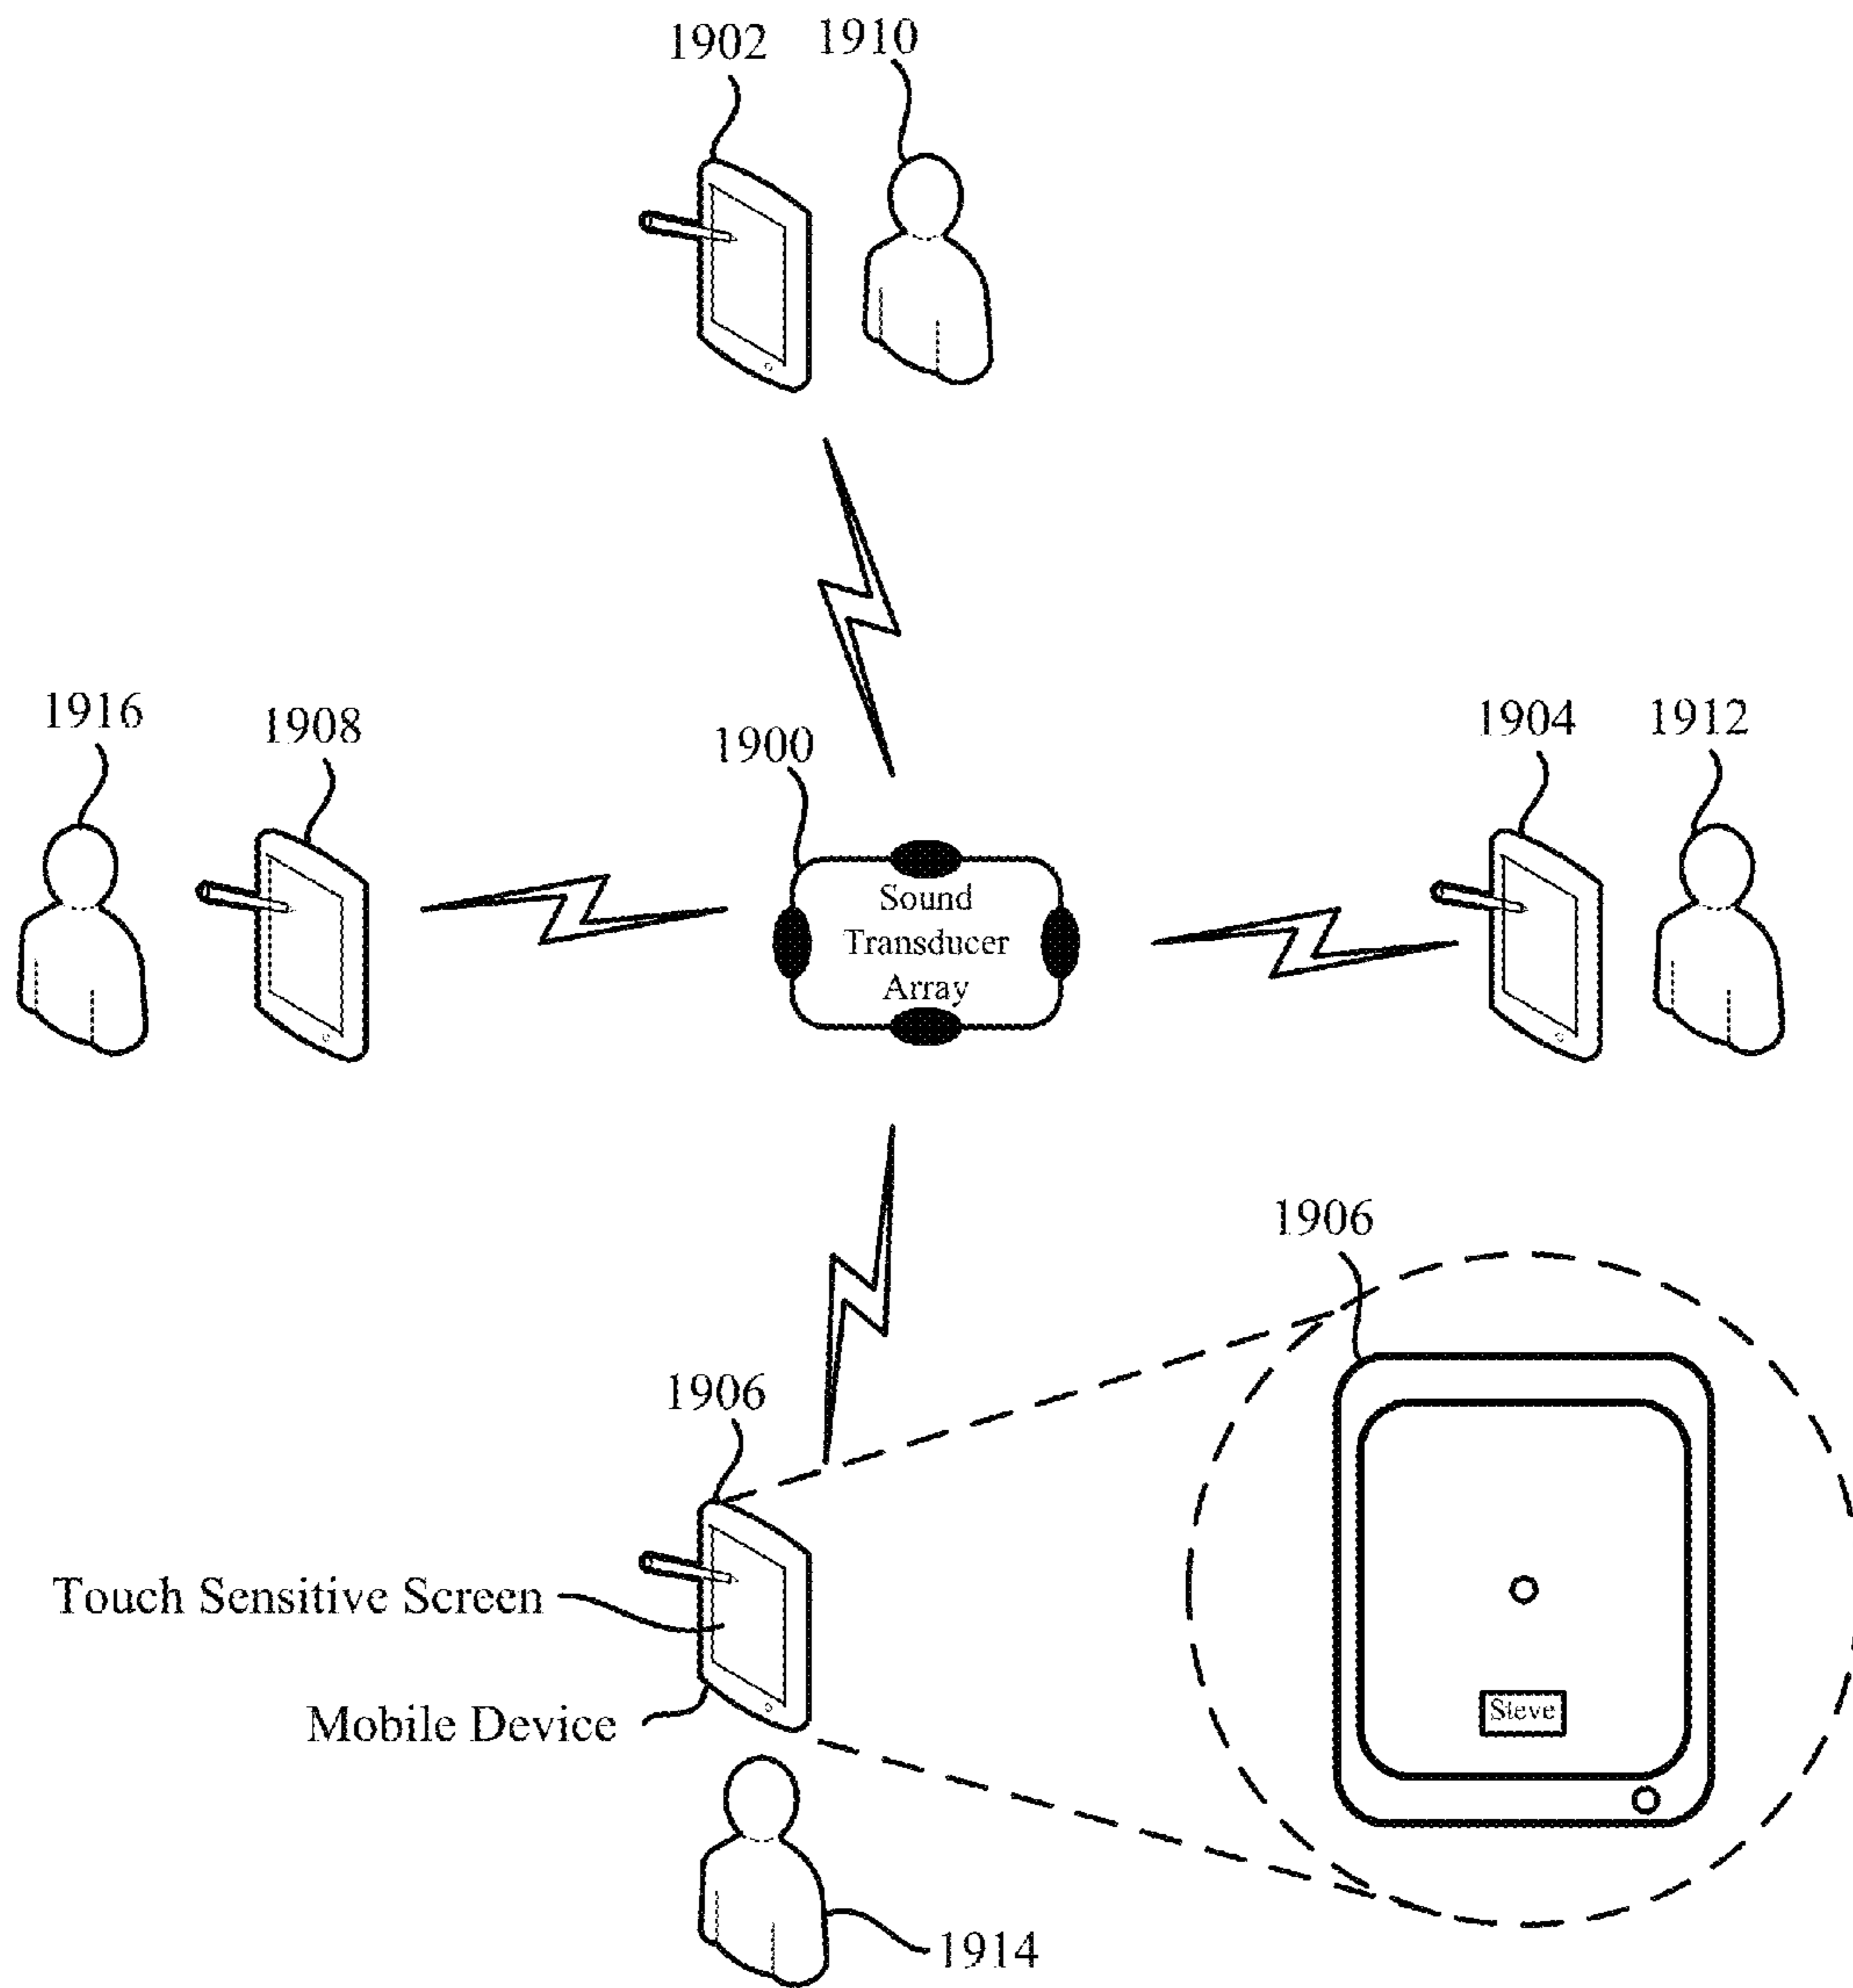 1902
1910
1916
1908
1900
1904
1912
Sound
Transducer
Array
1906
1906
Touch Sensitive Screen
Mobile Device
Steve
1914